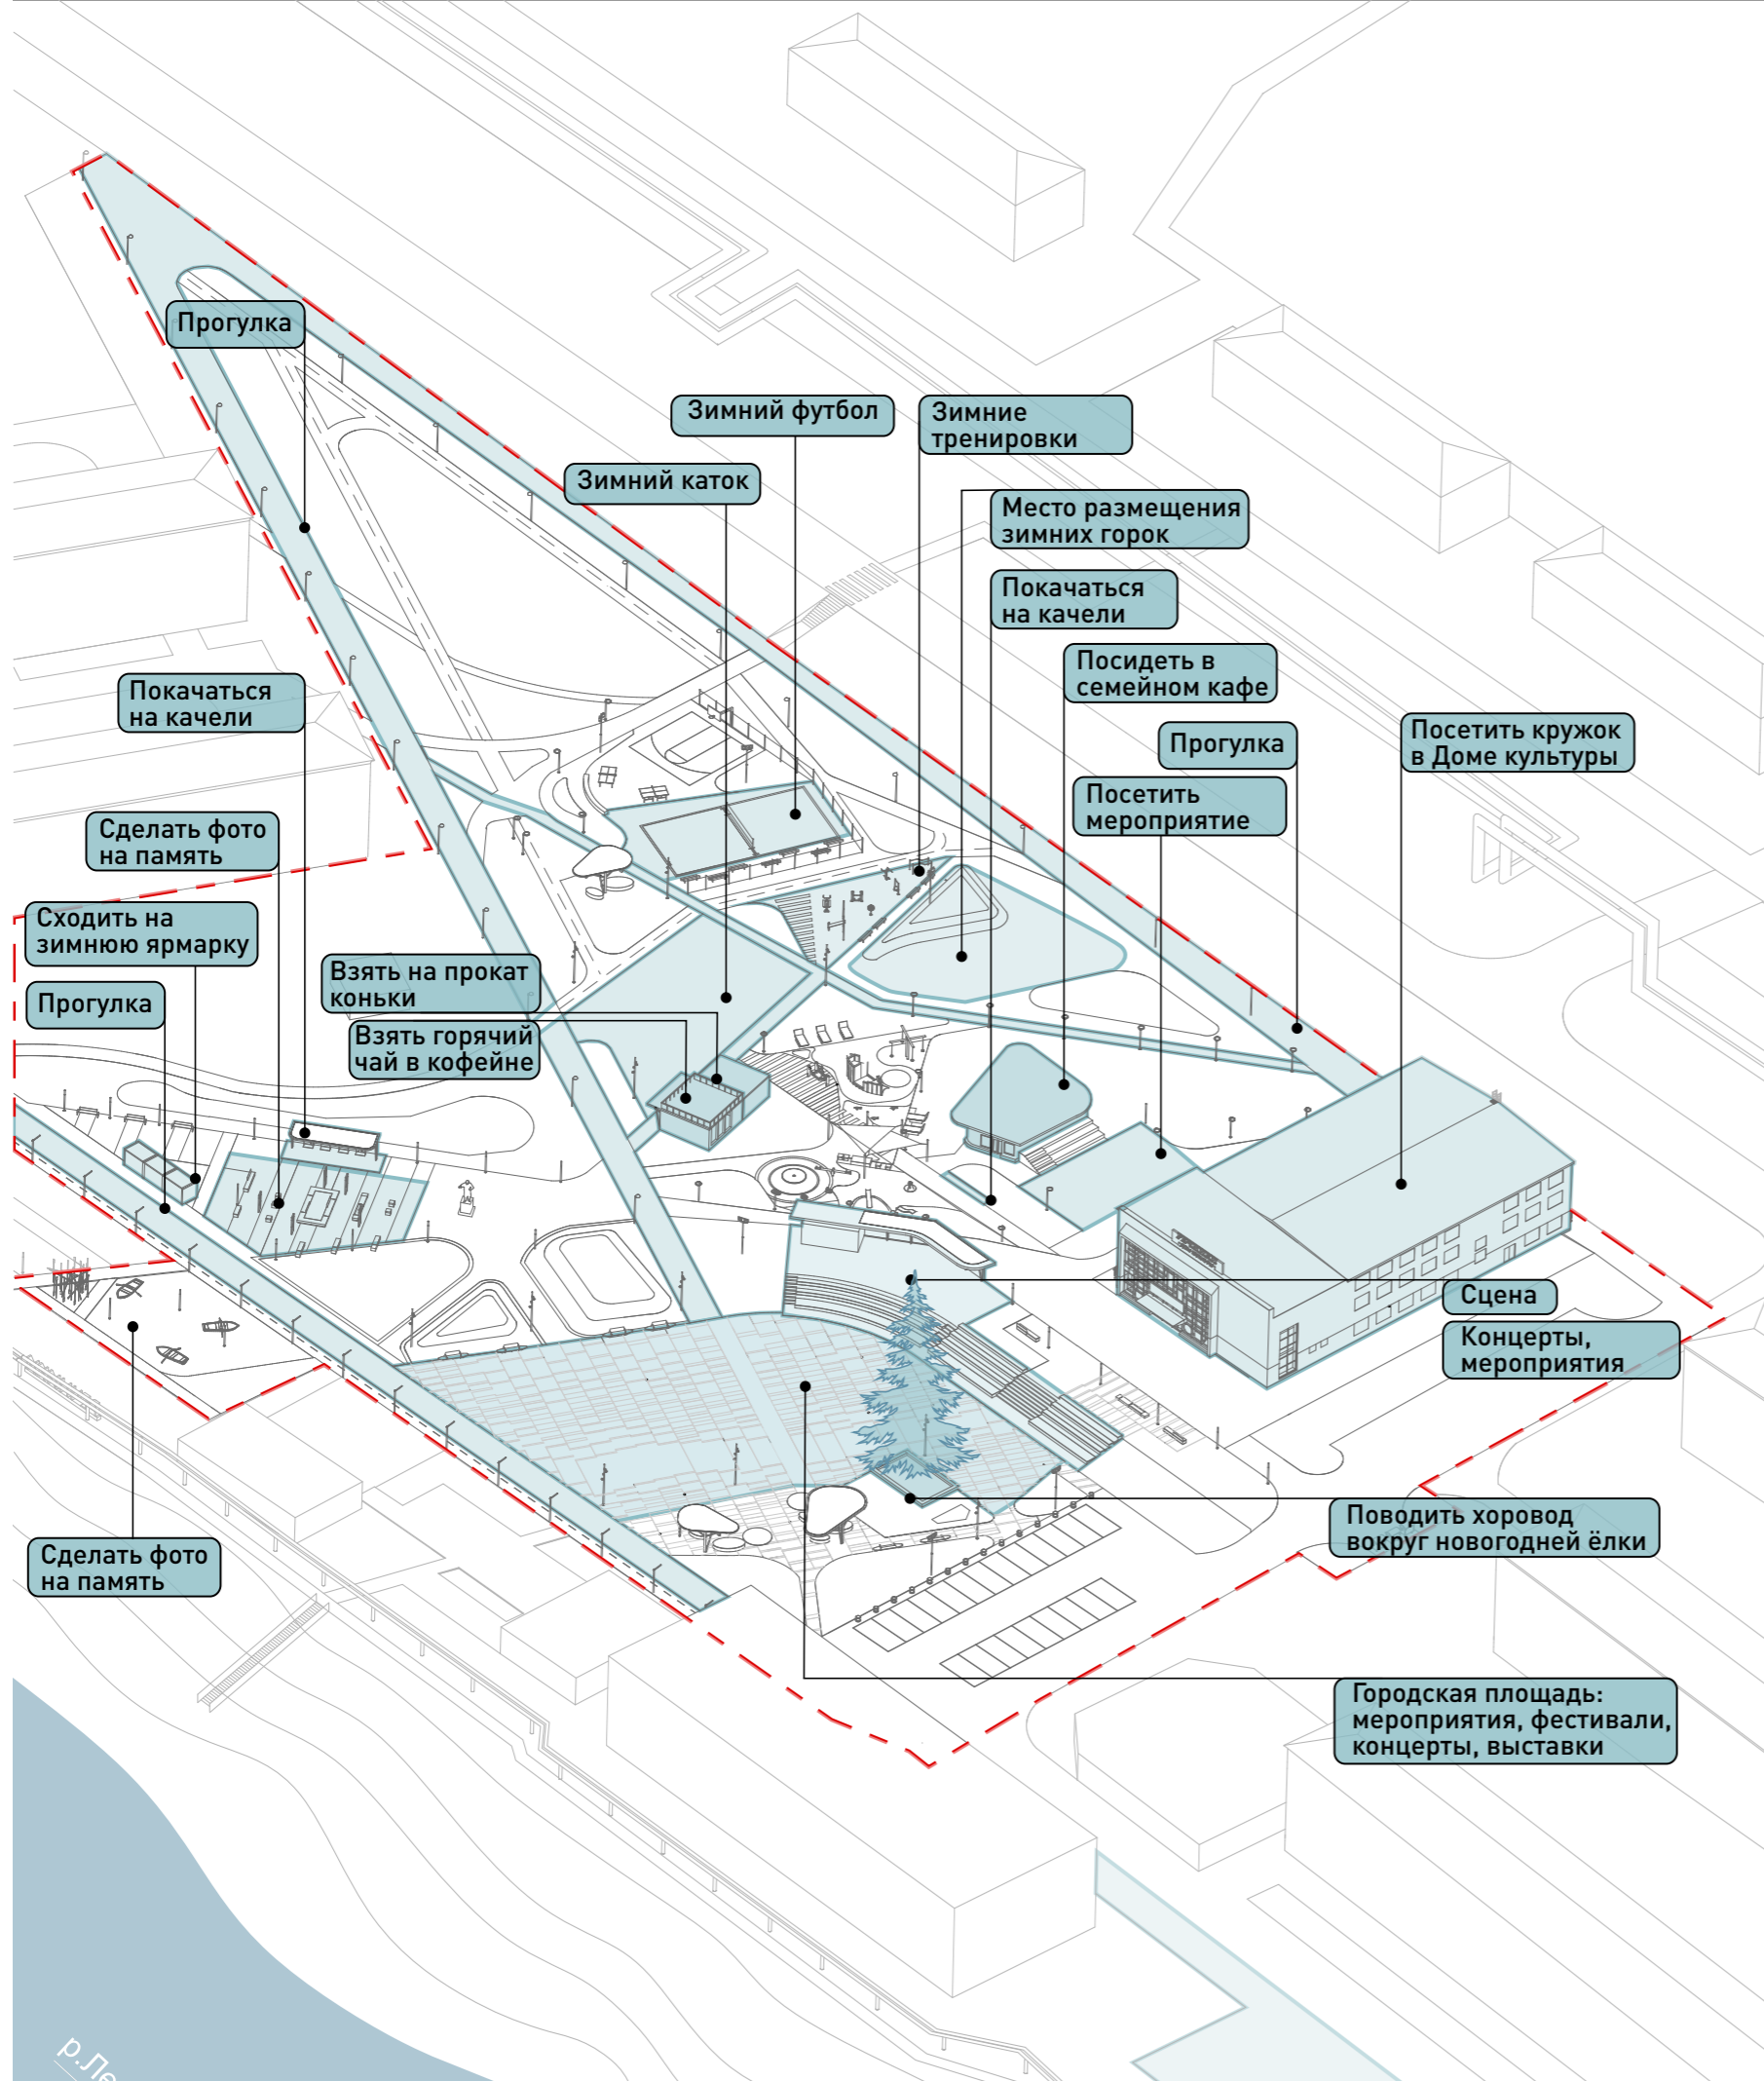 Прогулка
Зимний футбол
Зимние
тренировки
Зимний каток
Место размещения
зимних горок
Покачаться
на качели
Посидеть в
семейном кафе
Покачаться
на качели
Прогулка
Посетить кружок
в Доме культуры
Посетить
мероприятие
Сделать фото
на память
Сходить на
зимнюю ярмарку
Взять на прокат
коньки
Прогулка
Взять горячий
чай в кофейне
Сцена
Концерты,
мероприятия
Поводить хоровод
вокруг новогодней ёлки
Сделать фото
на память
Городская площадь:
мероприятия, фестивали,
концерты, выставки
р.Ле